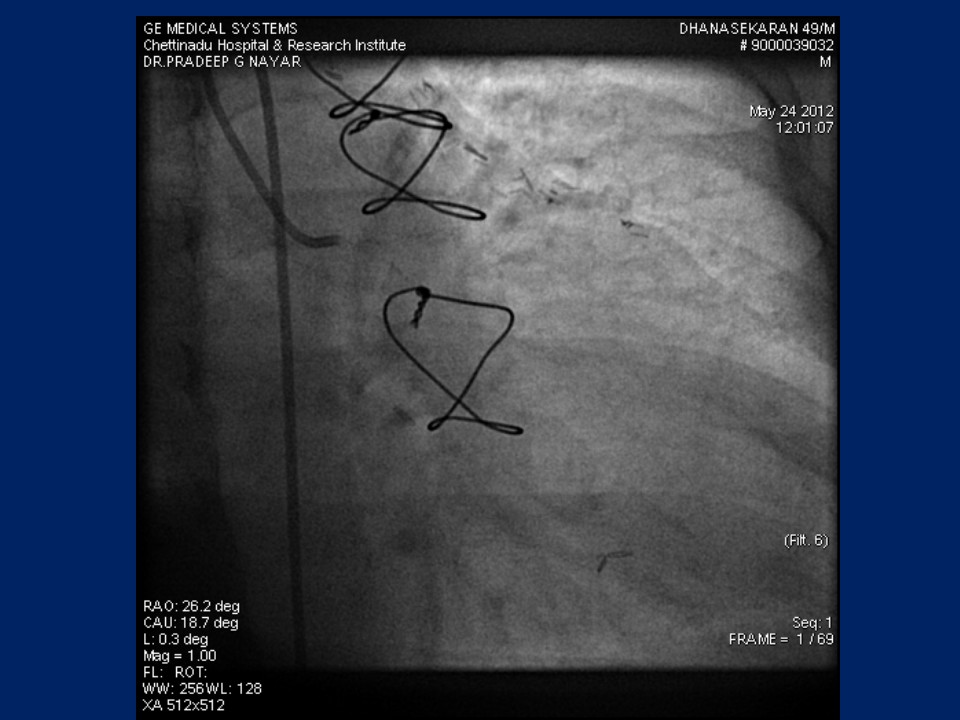 GE MEDICAL SYSTEMS
Chettinadu Hospital & Research Institute
DR.PRADEEP G NAYAR
DHANASEKARAN 49/M
# 9000039032
M
May 24 2012
12:01:07
(Filt. 6)
RAO: 26.2 deg
CAU: 18.7 deg
L: 0.3 deg
Mag = 1.00
FL: ROT:
WW: 256WL: 128
XA 512x512
Seq: 1
FRAME = 1 / 69